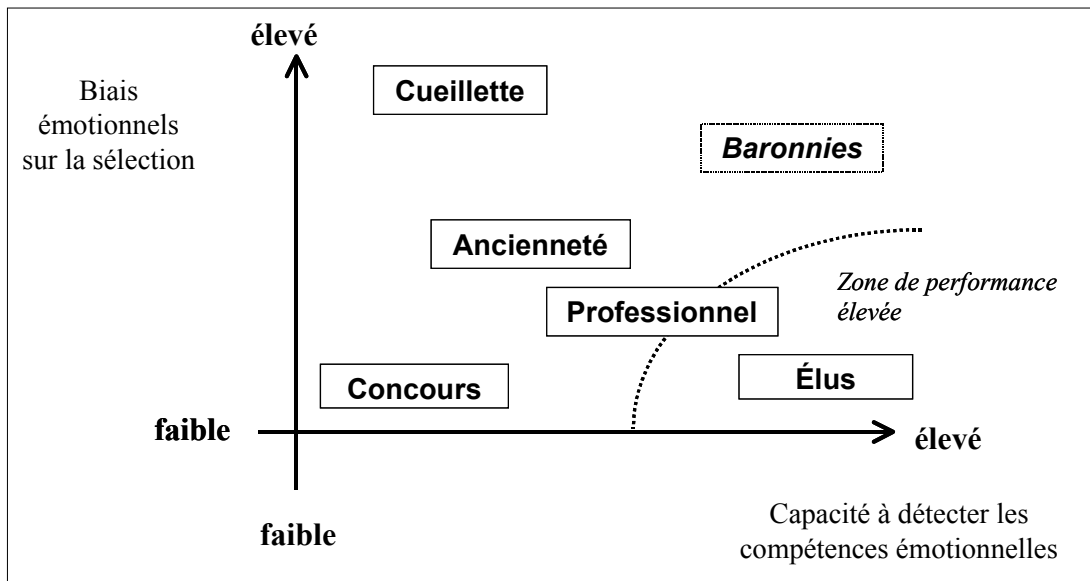 élevé
Biais
émotionnels
sur la sélection
Cueillette
Baronnies
Ancienneté
Zone de performance
élevée
Professionnel
Concours
Élus
faible
élevé
faible
Capacité à détecter les
compétences émotionnelles